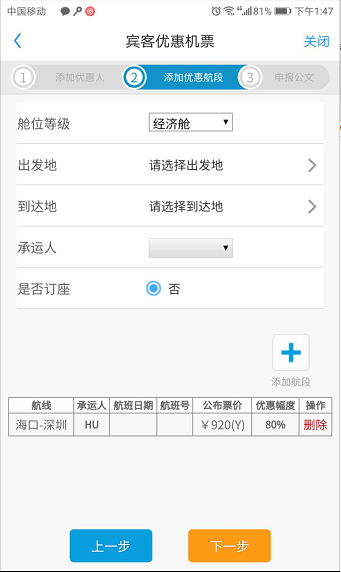 中国移动 81% 下午1:47
宾客优惠机票 关闭
1 添加优惠人 2 添加优惠航段 3 申报公文
舱位等级 经济舱
出发地 请选择出发地
到达地 请选择到达地
承运人
是否订座 否
添加航段
航线 承运人 航班日期 航班号 公布票价 优惠幅度 操作
海口-深圳 HU ￥920(Y) 80% 删除
上一步 下一步